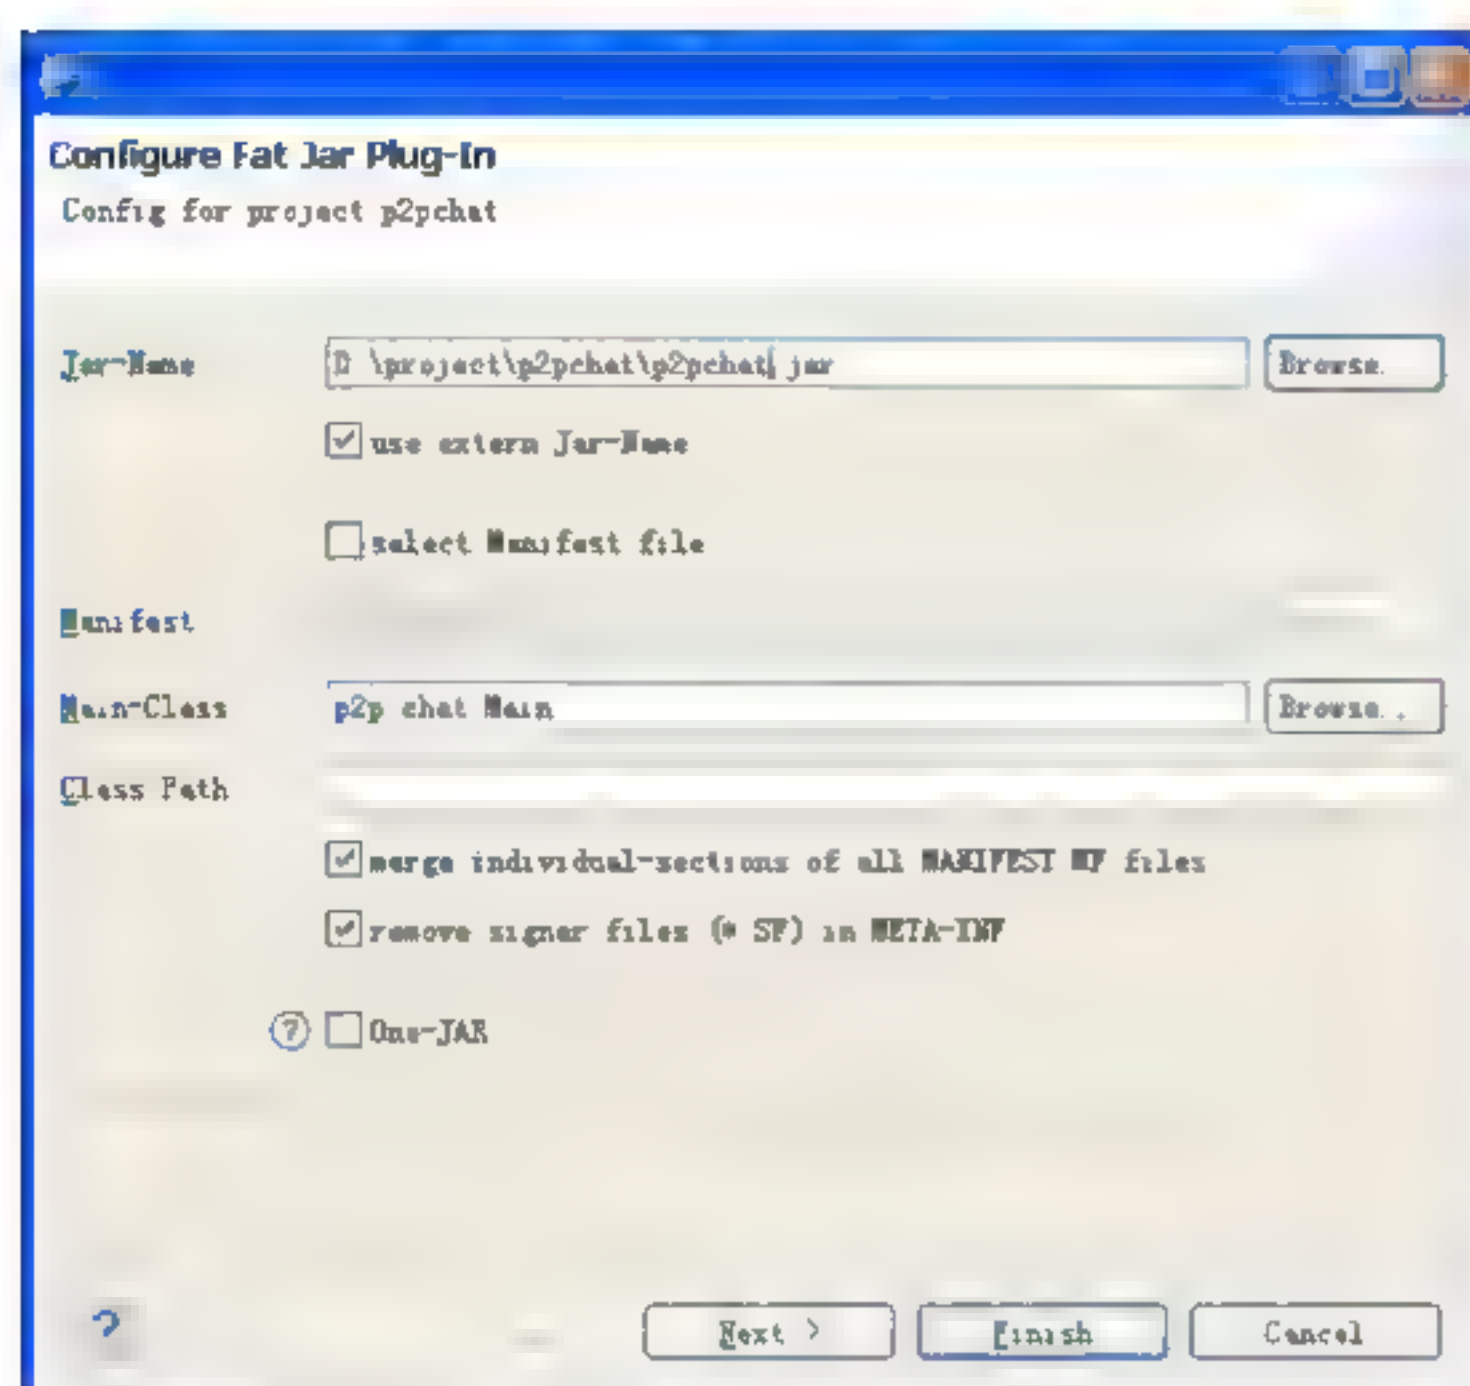 Configure Fat Jar Plug-In
Config for project p2pchat
Jar-Name D:\project\p2pchat\p2pchat.jar Browse...
use extern Jar-Name
select Manifest file
Manifest
Main-Class p2p.chat.Main Browse...
Class Path
merge individual-sections of all MANIFEST.MF files
remove signer files (*.SF) in META-INF
? One-JAR
? Next > Finish Cancel